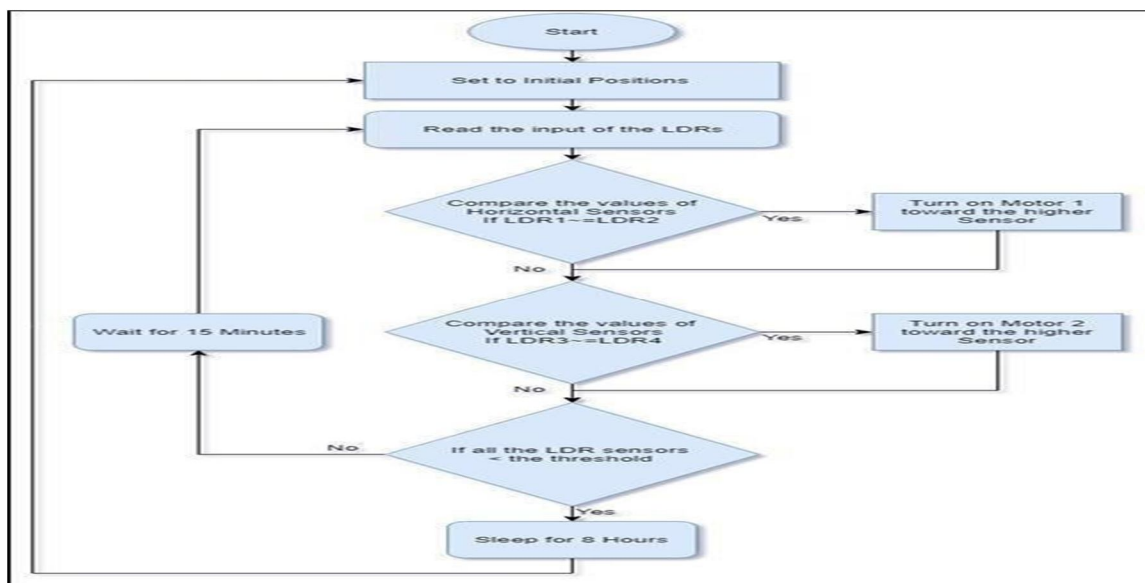 Start
Set to Initial Positions
Read the input of the LDRs
Compare the values of
Horizontal Sensors
If LDR1~=LDR2
Yes
Turn on Motor 1
toward the higher
Sensor
No
Wait for 15 Minutes
Compare the values of
Vertical Sensors
If LDR3~=LDR4
Yes
Turn on Motor 2
toward the higher
Sensor
No
If all the LDR sensors
< the threshold
No
Yes
Sleep for 8 Hours